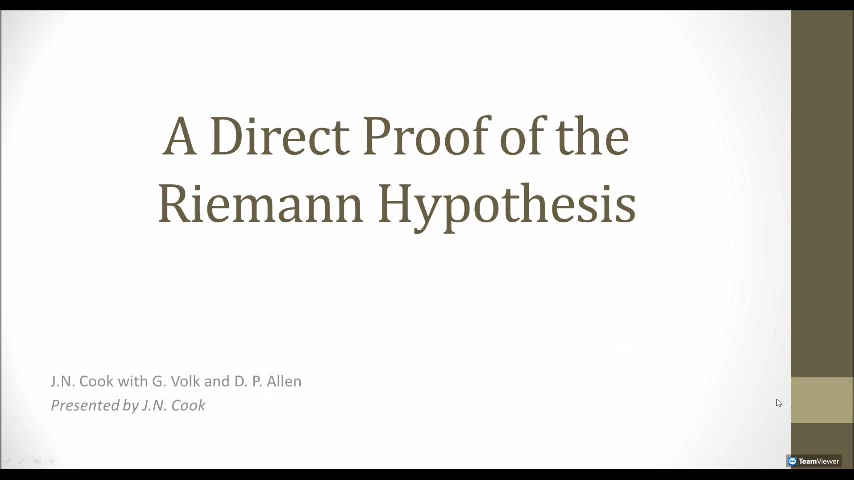 A Direct Proof of the
Riemann Hypothesis
J.N. Cook with G. Volk and D. P. Allen
Presented by J.N. Cook
TeamViewer